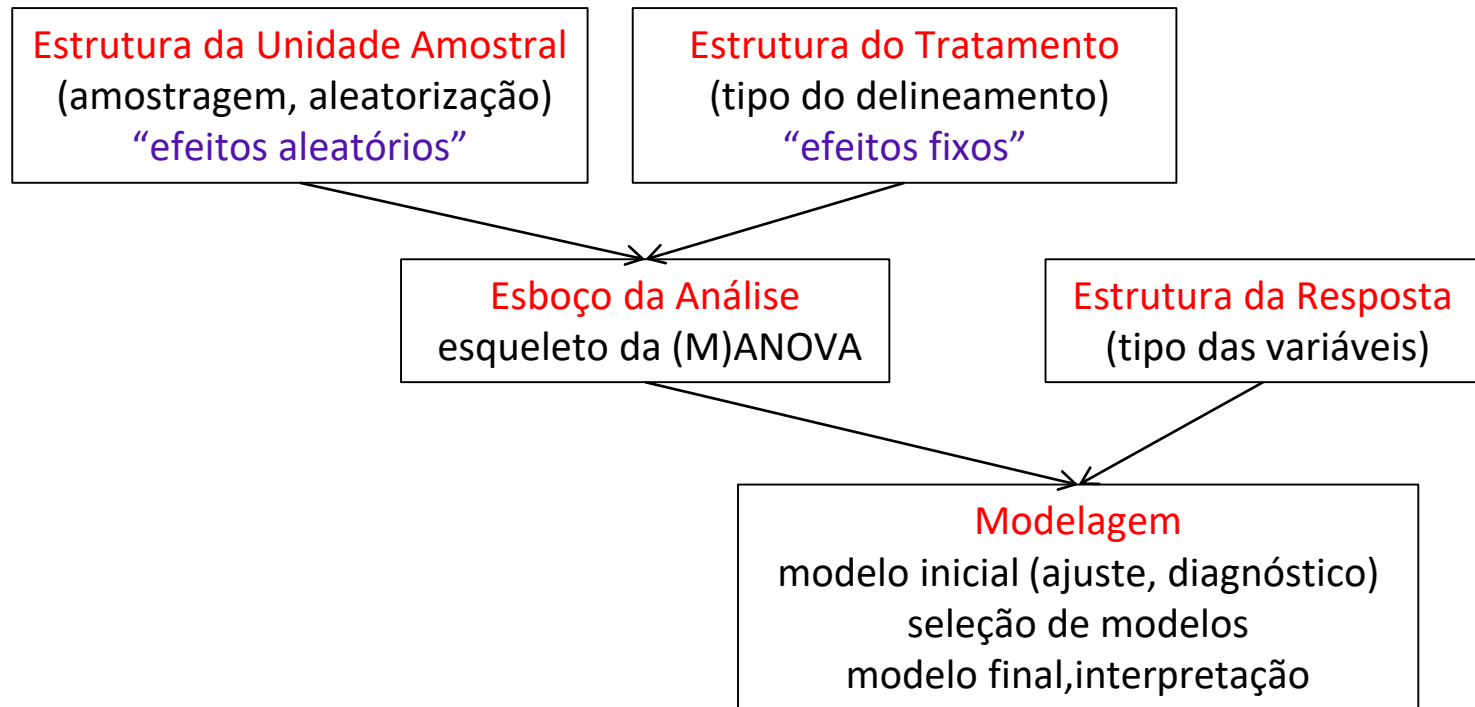 Estrutura da Unidade Amostral
(amostragem, aleatorização)
“efeitos aleatórios”
Estrutura do Tratamento
(tipo do delineamento)
“efeitos fixos”
Esboço da Análise
esqueleto da (M)ANOVA
Estrutura da Resposta
(tipo das variáveis)
Modelagem
modelo inicial (ajuste, diagnóstico)
seleção de modelos
modelo final,interpretação